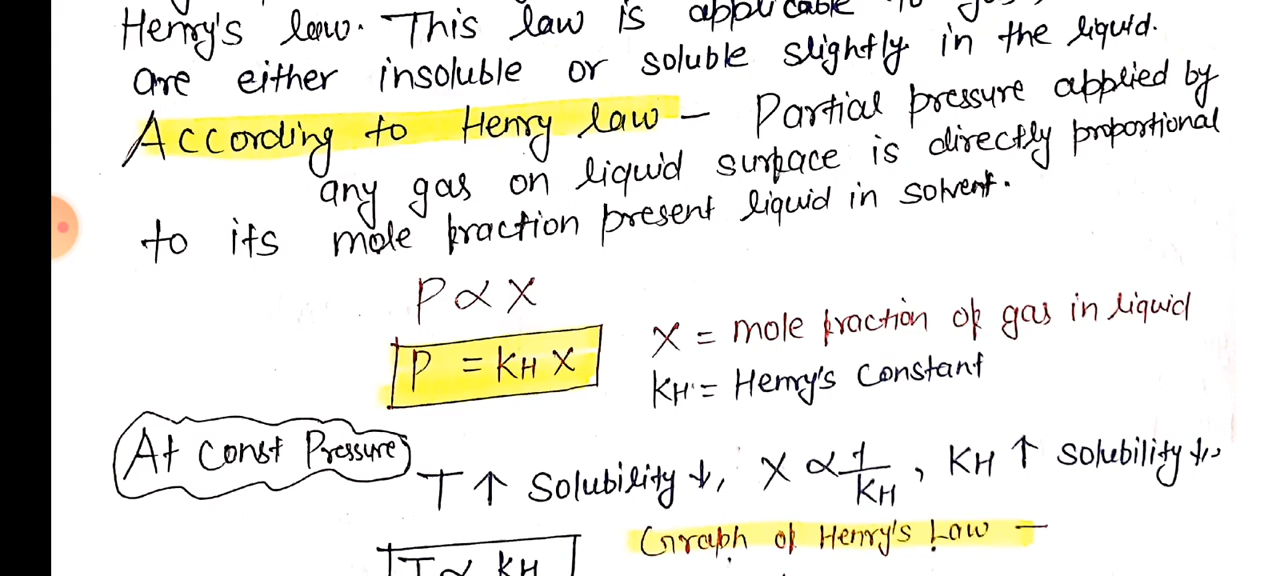 Henry's law. This law is applicable to
are either insoluble or soluble slightly in the liquid.
According to Henry law - Partial pressure applied by
any gas on liquid surface is directly proportional
to its mole fraction present liquid in solvent.
P ∝ X
P = KH X
X = mole fraction of gas in liquid
KH = Henry's Constant
At Const Pressure
T ↑ Solubility ↓, X ∝ 1/KH, KH ↑ Solubility ↓
T ∝ KH
Graph of Henry's Law -